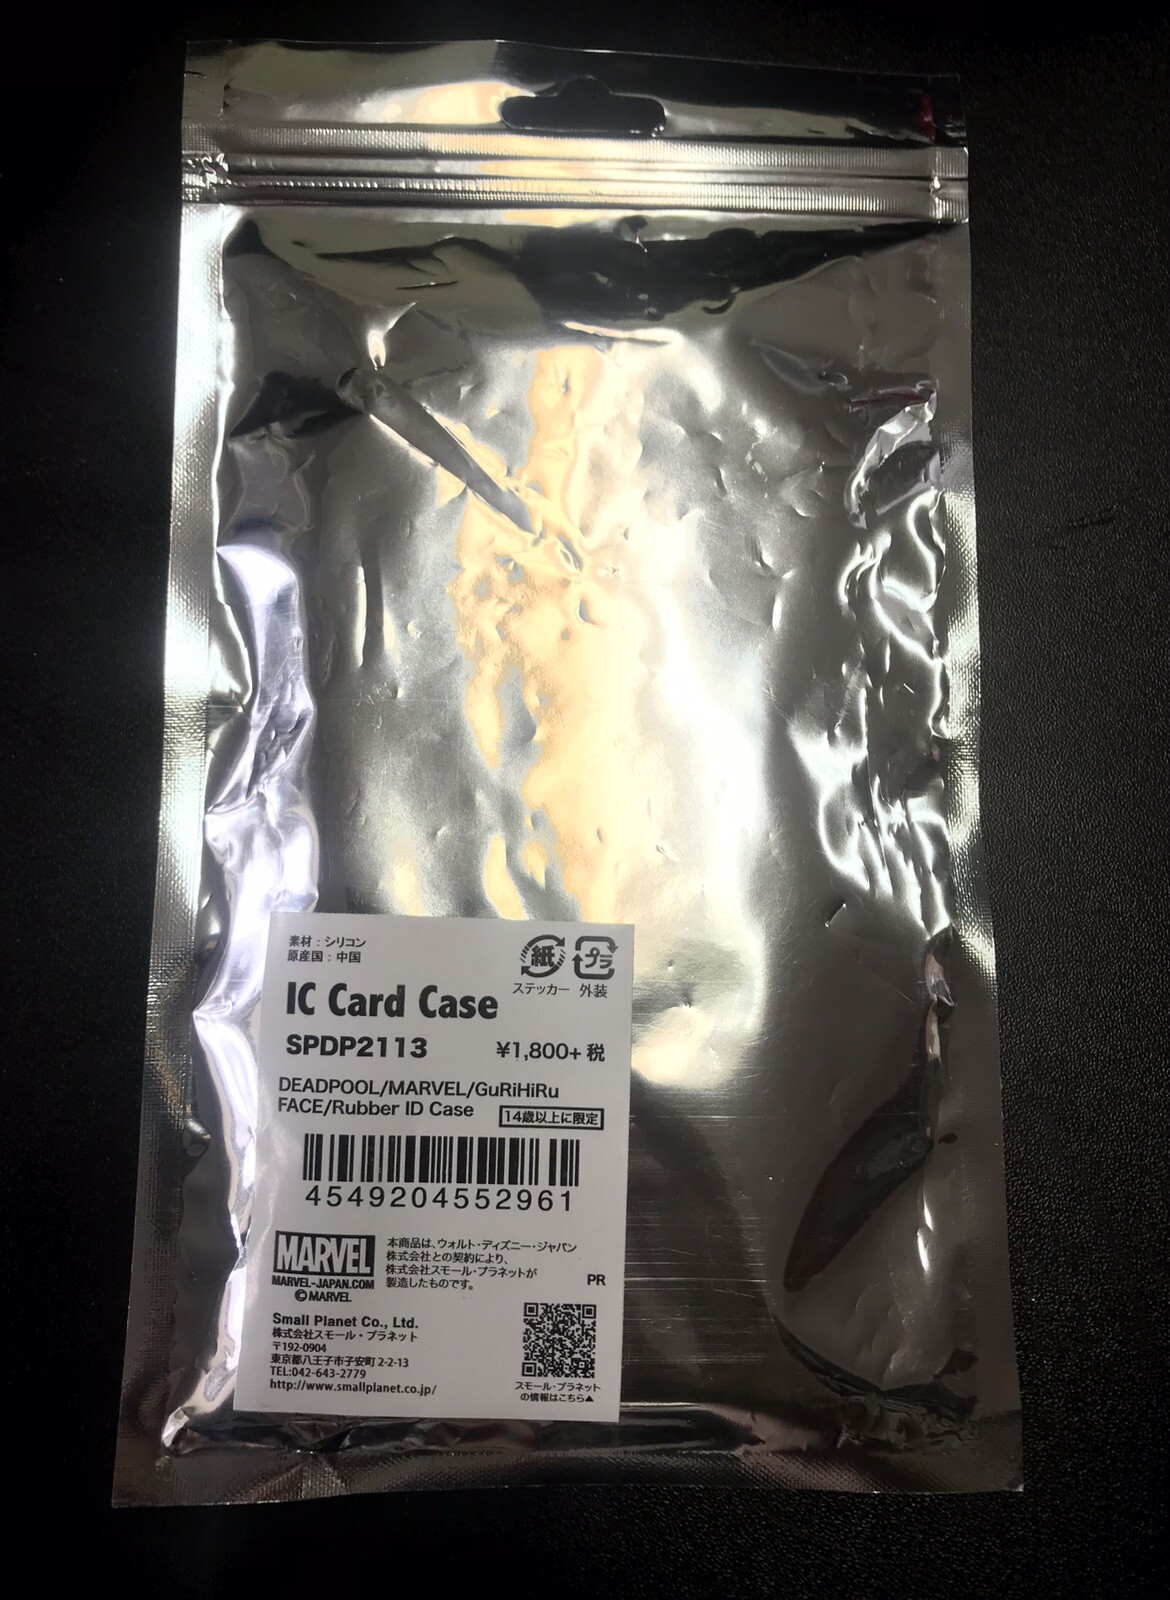 素材：シリコン
原産国：中国
紙
プラ
ステッカー 外装
IC Card Case
SPDP2113 ¥1,800+ 税
DEADPOOL/MARVEL/GuRiHiRu
FACE/Rubber ID Case 14歳以上に限定
4549204552961
MARVEL
MARVEL-JAPAN.COM
©MARVEL
本商品は、ウォルト・ディズニー・ジャパン
株式会社との契約により、
株式会社スモール・プラネットが
製造したものです。
PR
Small Planet Co., Ltd.
株式会社スモール・プラネット
〒192-0904
東京都八王子市子安町 2-2-13
TEL:042-643-2779
http://www.smallplanet.co.jp/
スモール・プラネット
の情報はこちら▲